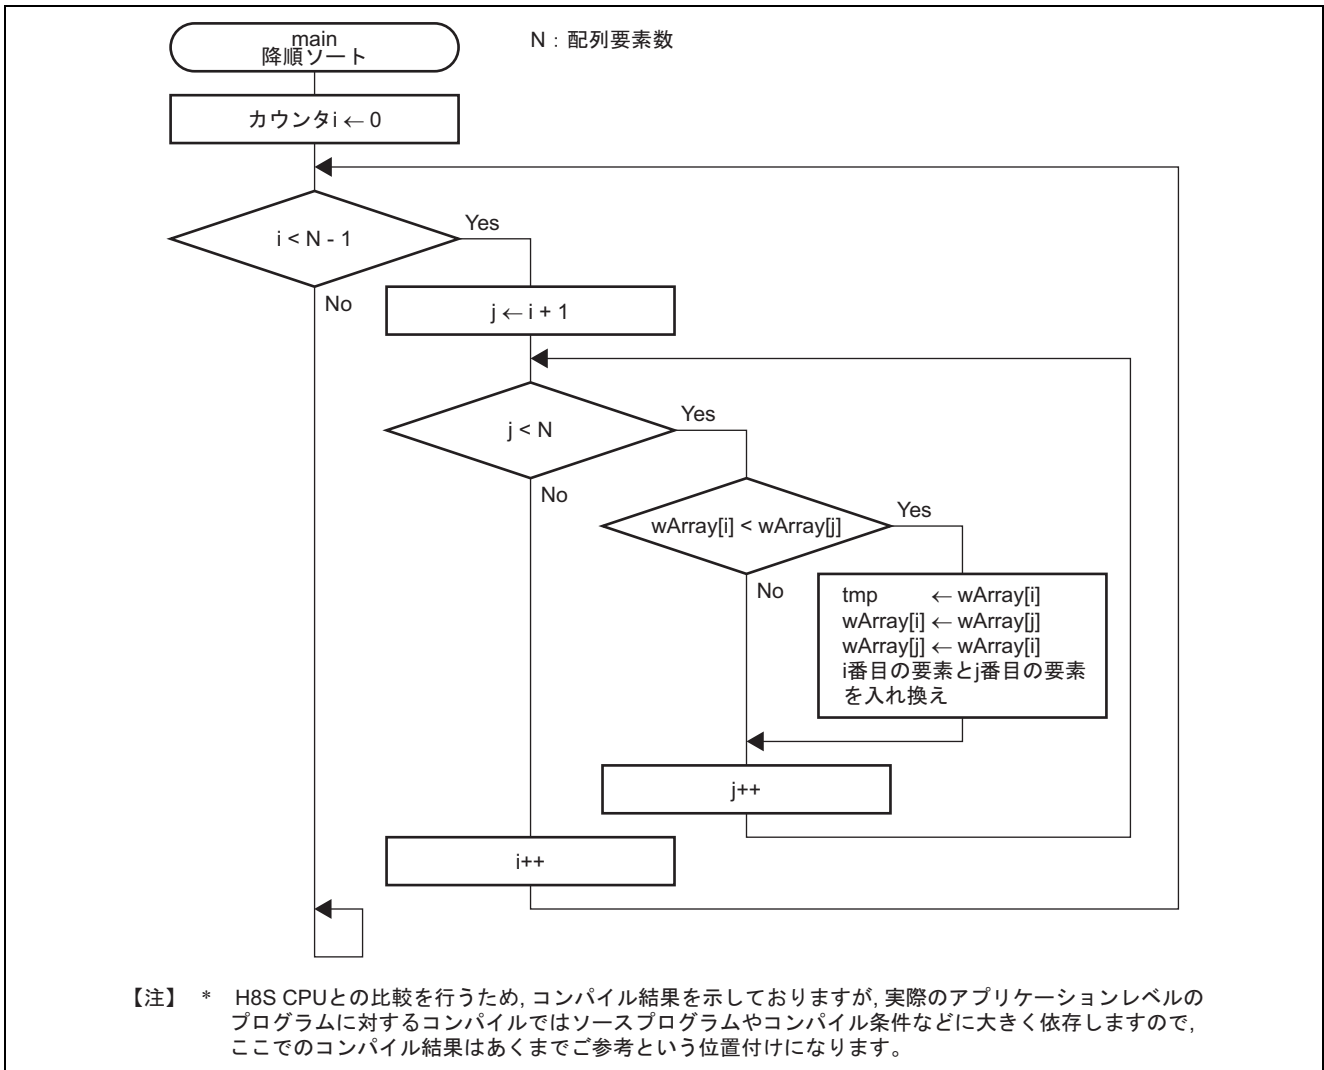 main
降順ソート
N：配列要素数
カウンタi ← 0
i < N - 1
Yes
No
j ← i + 1
j < N
Yes
No
wArray[i] < wArray[j]
Yes
No
tmp ← wArray[i]
wArray[i] ← wArray[j]
wArray[j] ← wArray[i]
i番目の要素とj番目の要素
を入れ換え
j++
i++
【注】 * H8S CPUとの比較を行うため, コンパイル結果を示しておりますが, 実際のアプリケーションレベルの
プログラムに対するコンパイルではソースプログラムやコンパイル条件などに大きく依存しますので,
ここでのコンパイル結果はあくまでご参考という位置付けになります。